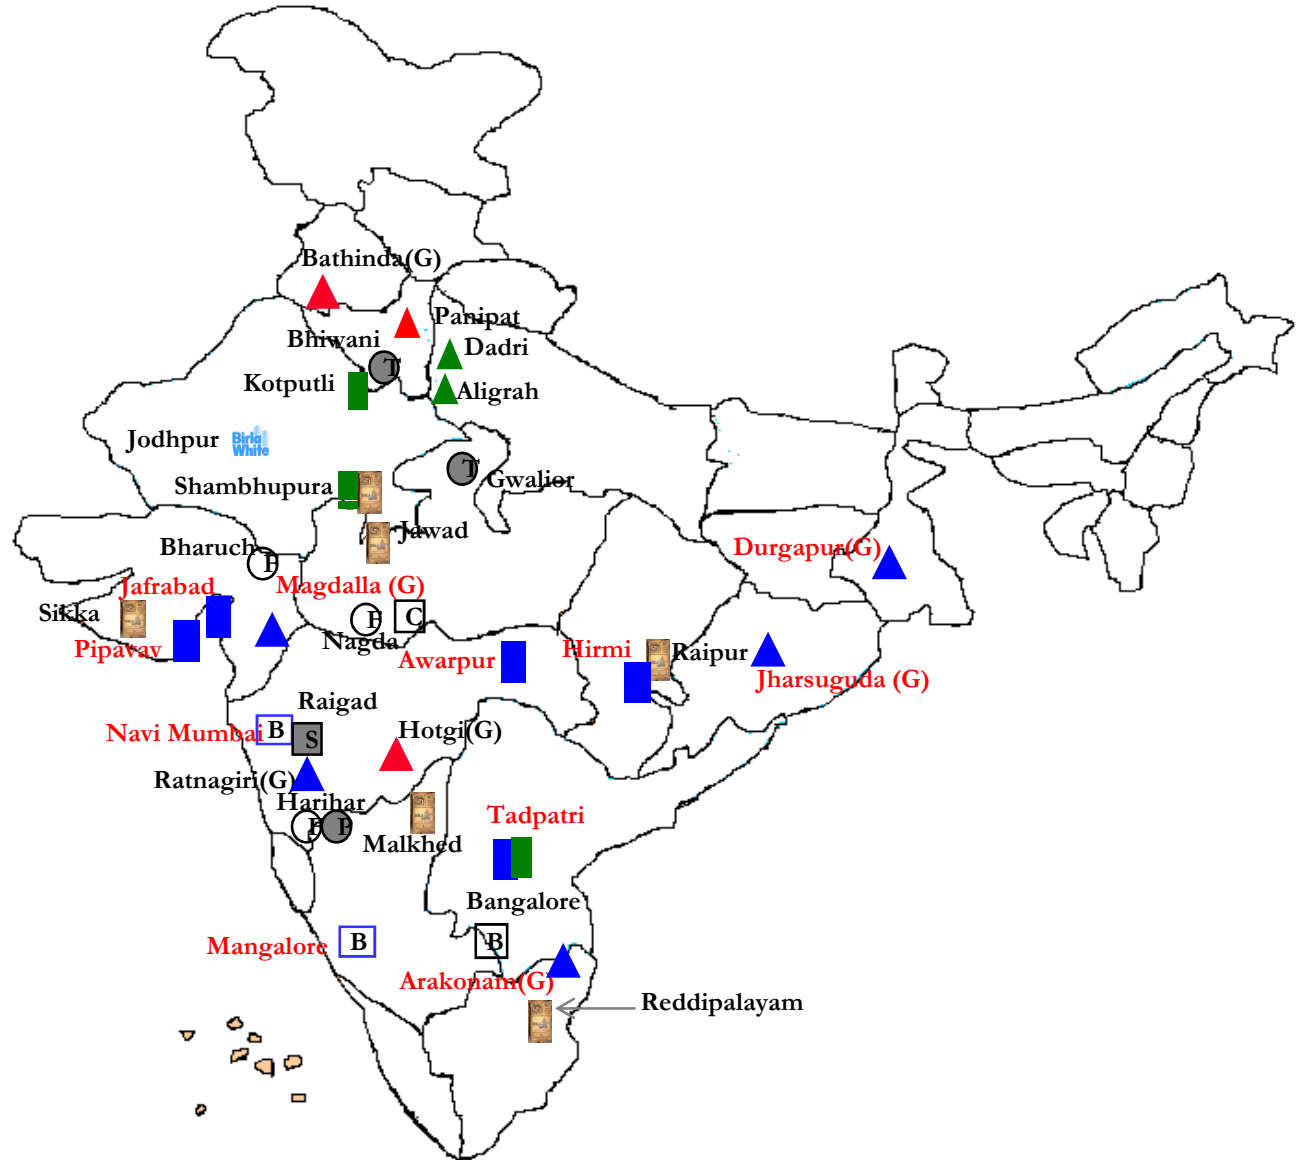 Bathinda(G)
Panipat
Bhiwani
Dadri
T
Kotputli
Aligrah
Jodhpur
Birla
White
T
Gwalior
Shambhupura
Jawad
Bharuch
F
Durgapur(G)
Jafrabad
Magdalla (G)
Sikka
F
C
Nagda
Pipavav
Awarpur
Hirmi
Raipur
Jharsuguda (G)
Raigad
Navi Mumbai
B
S
Hotgi(G)
Ratnagiri(G)
Harihar
F
P
Malkhed
Tadpatri
Bangalore
Mangalore
B
B
Arakonam(G)
Reddipalayam